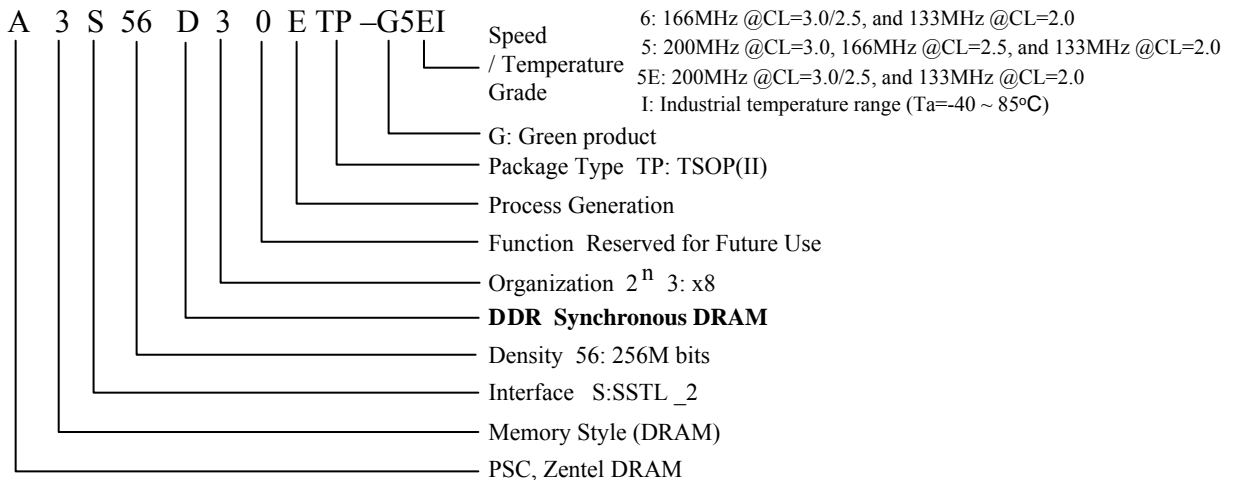 A 3 S 56 D 3 0 E TP –G5EI
Speed
/ Temperature
Grade
6: 166MHz @CL=3.0/2.5, and 133MHz @CL=2.0
5: 200MHz @CL=3.0, 166MHz @CL=2.5, and 133MHz @CL=2.0
5E: 200MHz @CL=3.0/2.5, and 133MHz @CL=2.0
I: Industrial temperature range (Ta=-40 ~ 85°C)
G: Green product
Package Type TP: TSOP(II)
Process Generation
Function Reserved for Future Use
Organization 2ⁿ 3: x8
DDR Synchronous DRAM
Density 56: 256M bits
Interface S:SSTL _2
Memory Style (DRAM)
PSC, Zentel DRAM